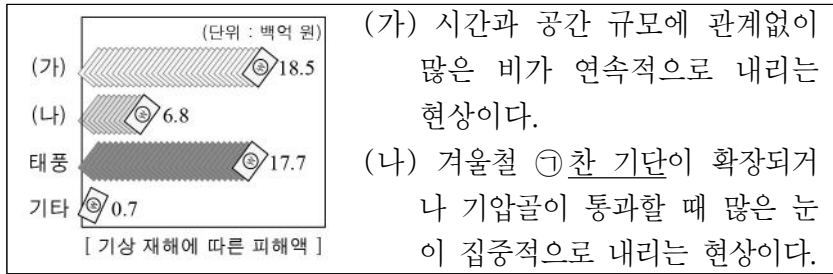 (단위 : 백억 원)
(가) 18.5
(나) 6.8
태풍 17.7
기타 0.7
[ 기상 재해에 따른 피해액 ]
(가) 시간과 공간 규모에 관계없이
많은 비가 연속적으로 내리는
현상이다.
(나) 겨울철 ㉠찬 기단이 확장되거
나 기압골이 통과할 때 많은 눈
이 집중적으로 내리는 현상이다.